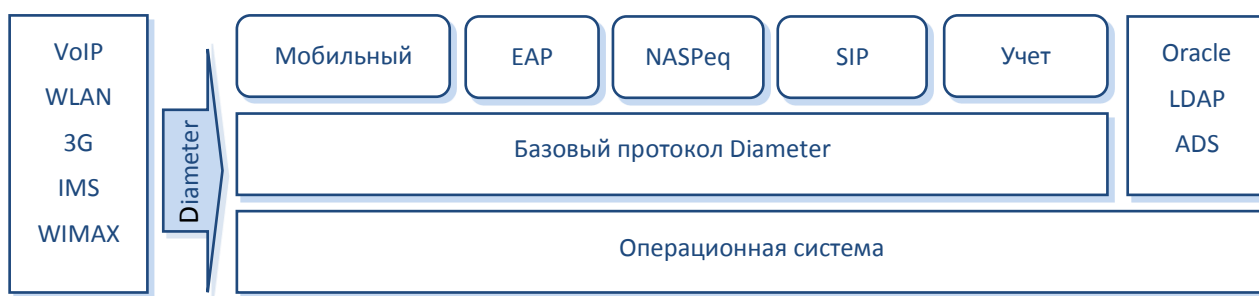 VoIP
WLAN
3G
IMS
WIMAX
Diameter
Мобильный
EAP
NASPeq
SIP
Учет
Базовый протокол Diameter
Операционная система
Oracle
LDAP
ADS